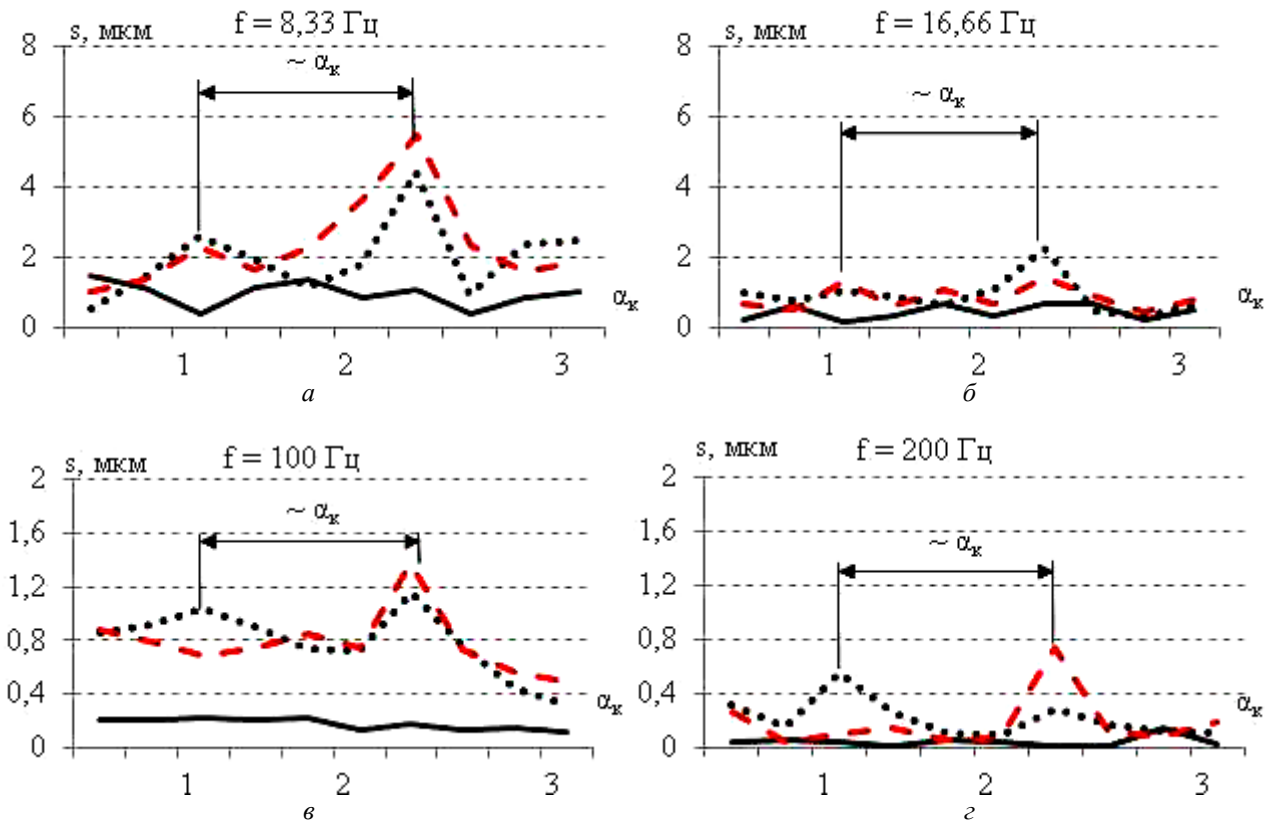 s, мкм f = 8,33 Гц
8
~ αк
6
4
2
αк
0
1 2 3
а
s, мкм f = 16,66 Гц
8
~ αк
6
4
2
αк
0
1 2 3
б
s, мкм f = 100 Гц
2
~ αк
1,6
1,2
0,8
0,4
αк
0
1 2 3
в
s, мкм f = 200 Гц
2
1,6
~ αк
1,2
0,8
0,4
αк
0
1 2 3
г